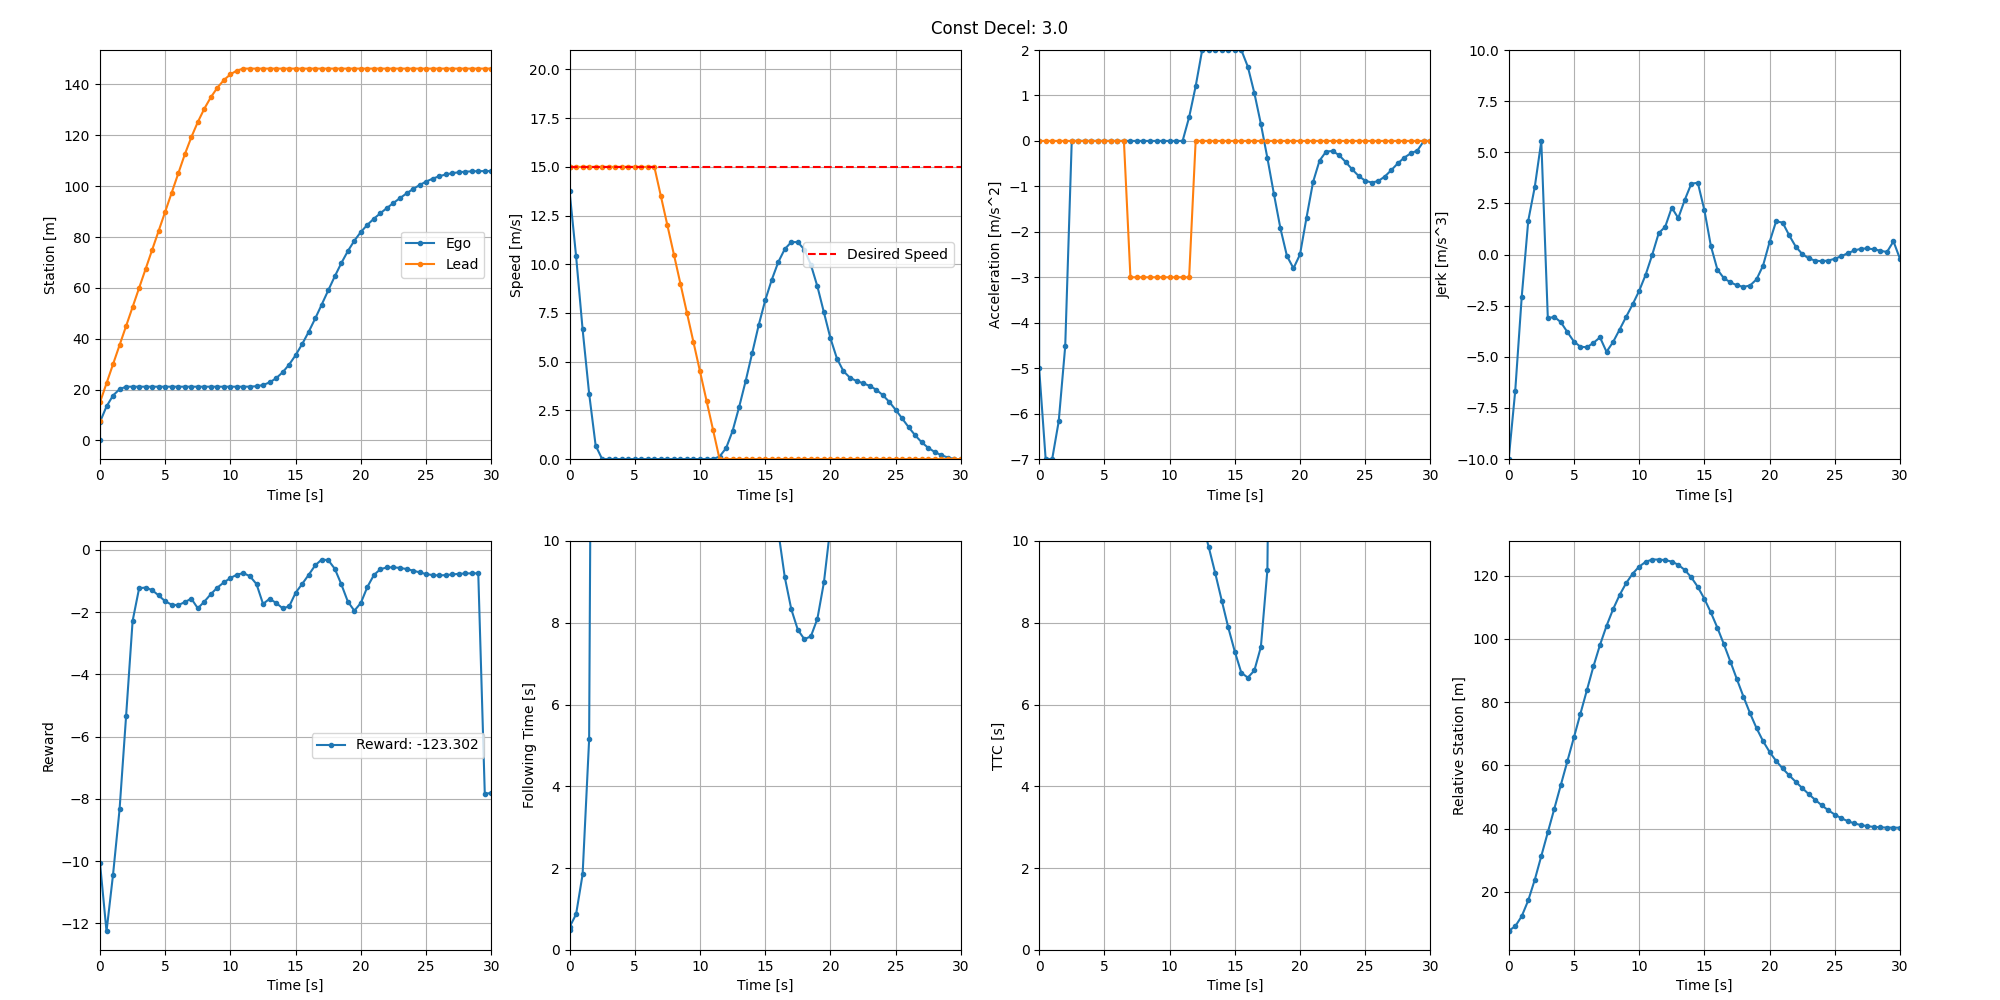 Const Decel: 3.0
Station [m]
140
120
100
80
60
40
20
0
Ego
Lead
0 5 10 15 20 25 30
Time [s]
Speed [m/s]
20.0
17.5
15.0
12.5
10.0
7.5
5.0
2.5
0.0
Desired Speed
0 5 10 15 20 25 30
Time [s]
Acceleration [m/s^2]
2
1
0
−1
−2
−3
−4
−5
−6
−7
0 5 10 15 20 25 30
Time [s]
Jerk [m/s^3]
10.0
7.5
5.0
2.5
0.0
−2.5
−5.0
−7.5
−10.0
0 5 10 15 20 25 30
Time [s]
Reward
0
−2
−4
−6
−8
−10
−12
Reward: -123.302
0 5 10 15 20 25 30
Time [s]
Following Time [s]
10
8
6
4
2
0
0 5 10 15 20 25 30
Time [s]
TTC [s]
10
8
6
4
2
0
0 5 10 15 20 25 30
Time [s]
Relative Station [m]
120
100
80
60
40
20
0 5 10 15 20 25 30
Time [s]